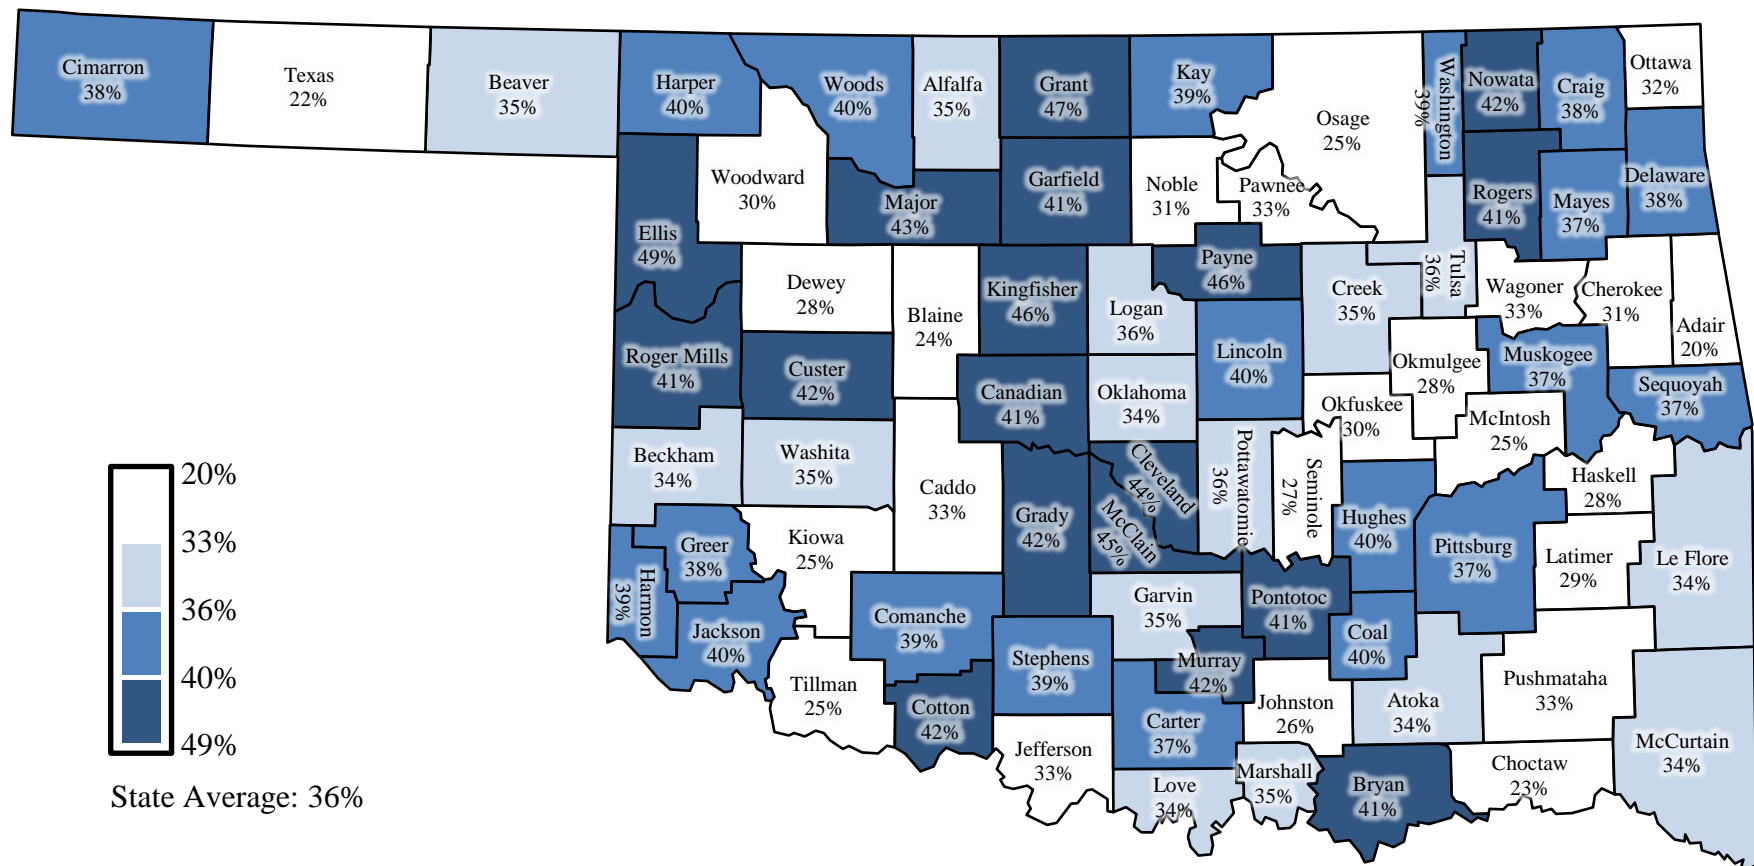 Cimarron
38%
Texas
22%
Beaver
35%
Harper
40%
Woods
40%
Alfalfa
35%
Grant
47%
Kay
39%
Osage
25%
Washington
39%
Nowata
42%
Craig
38%
Ottawa
32%
Woodward
30%
Major
43%
Garfield
41%
Noble
31%
Pawnee
33%
Rogers
41%
Mayes
37%
Delaware
38%
Ellis
49%
Dewey
28%
Blaine
24%
Kingfisher
46%
Logan
36%
Payne
46%
Creek
35%
Tulsa
36%
Wagoner
33%
Cherokee
31%
Adair
20%
Roger Mills
41%
Custer
42%
Canadian
41%
Oklahoma
34%
Lincoln
40%
Okmulgee
28%
Muskogee
37%
Sequoyah
37%
Okfuskee
30%
McIntosh
25%
Beckham
34%
Washita
35%
Caddo
33%
Grady
42%
Cleveland
44%
McClain
45%
Pottawatomie
36%
Seminole
27%
Hughes
40%
Pittsburg
37%
Haskell
28%
Latimer
29%
Le Flore
34%
Greer
38%
Kiowa
25%
Harmon
39%
Jackson
40%
Comanche
39%
Stephens
39%
Garvin
35%
Pontotoc
41%
Coal
40%
Murray
42%
Tillman
25%
Cotton
42%
Jefferson
33%
Carter
37%
Johnston
26%
Atoka
34%
Pushmataha
33%
McCurtain
34%
Love
34%
Marshall
35%
Bryan
41%
Choctaw
23%
20%
33%
36%
40%
49%
State Average: 36%